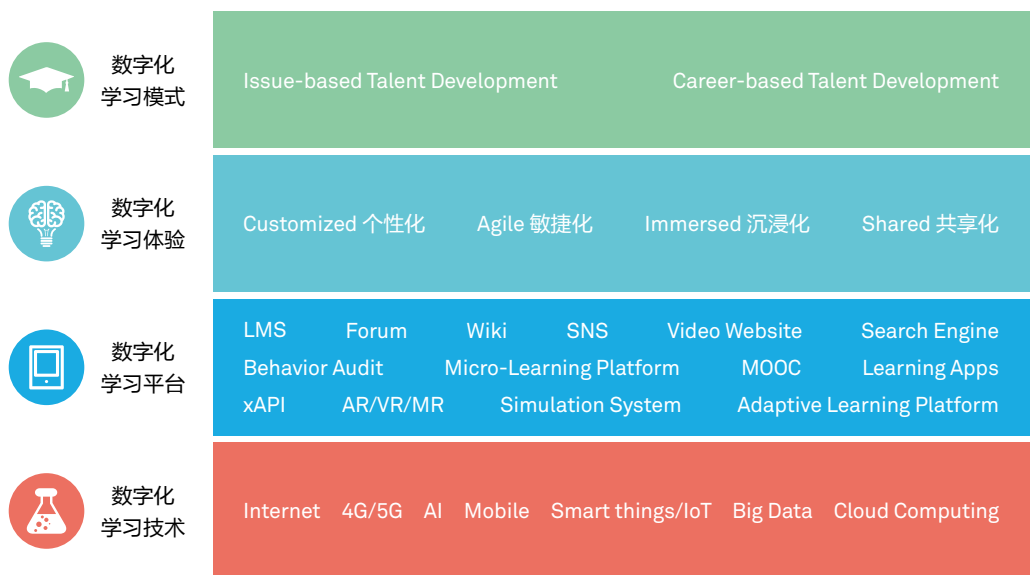 数字化
学习模式
Issue-based Talent Development Career-based Talent Development
数字化
学习体验
Customized 个性化 Agile 敏捷化 Immersed 沉浸化 Shared 共享化
数字化
学习平台
LMS Forum Wiki SNS Video Website Search Engine
Behavior Audit Micro-Learning Platform MOOC Learning Apps
xAPI AR/VR/MR Simulation System Adaptive Learning Platform
数字化
学习技术
Internet 4G/5G AI Mobile Smart things/IoT Big Data Cloud Computing